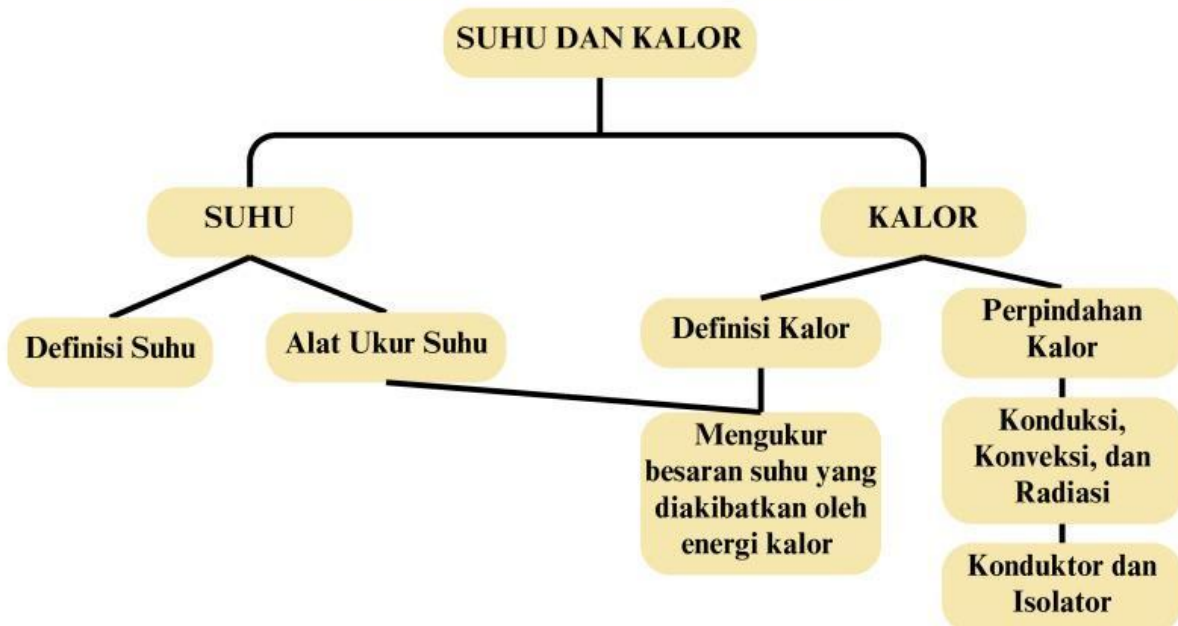 SUHU DAN KALOR
SUHU
KALOR
Definisi Suhu
Alat Ukur Suhu
Definisi Kalor
Perpindahan
Kalor
Mengukur
besaran suhu yang
diakibatkan oleh
energi kalor
Konduksi,
Konveksi, dan
Radiasi
Konduktor dan
Isolator